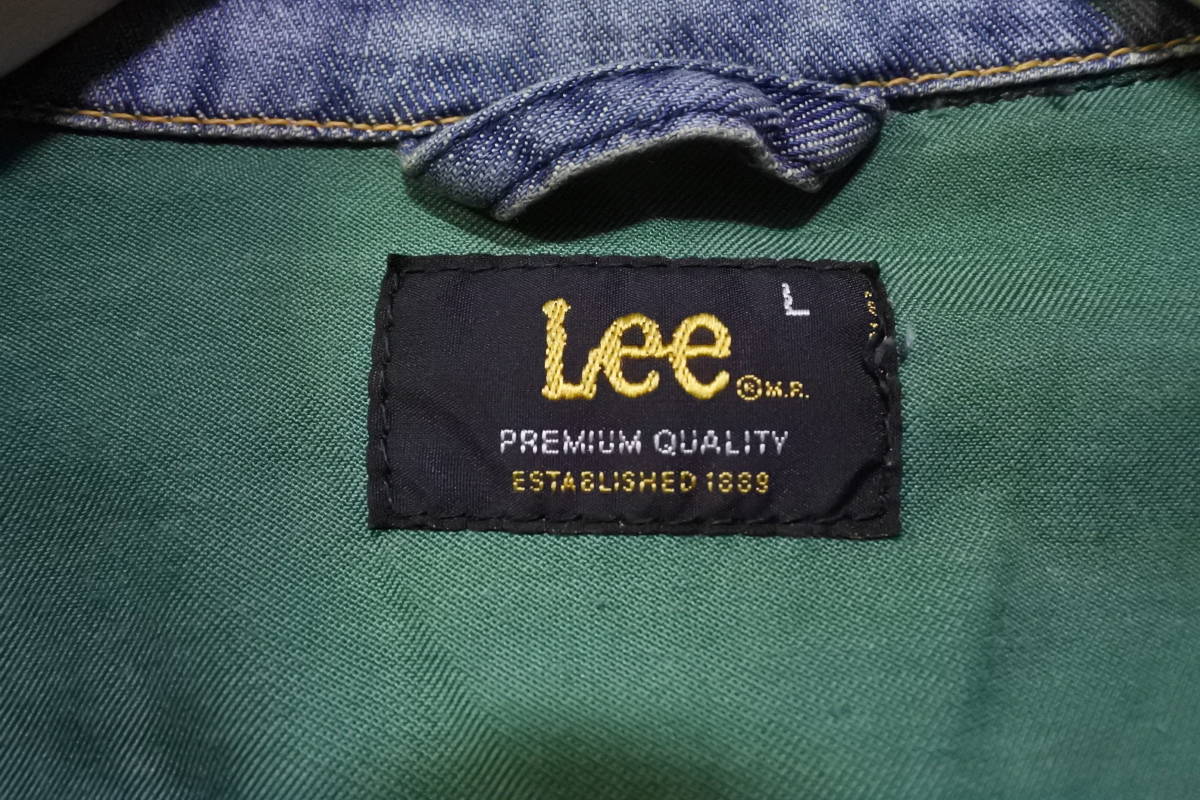 L
Lee ® M.R.
PREMIUM QUALITY
ESTABLISHED 1889